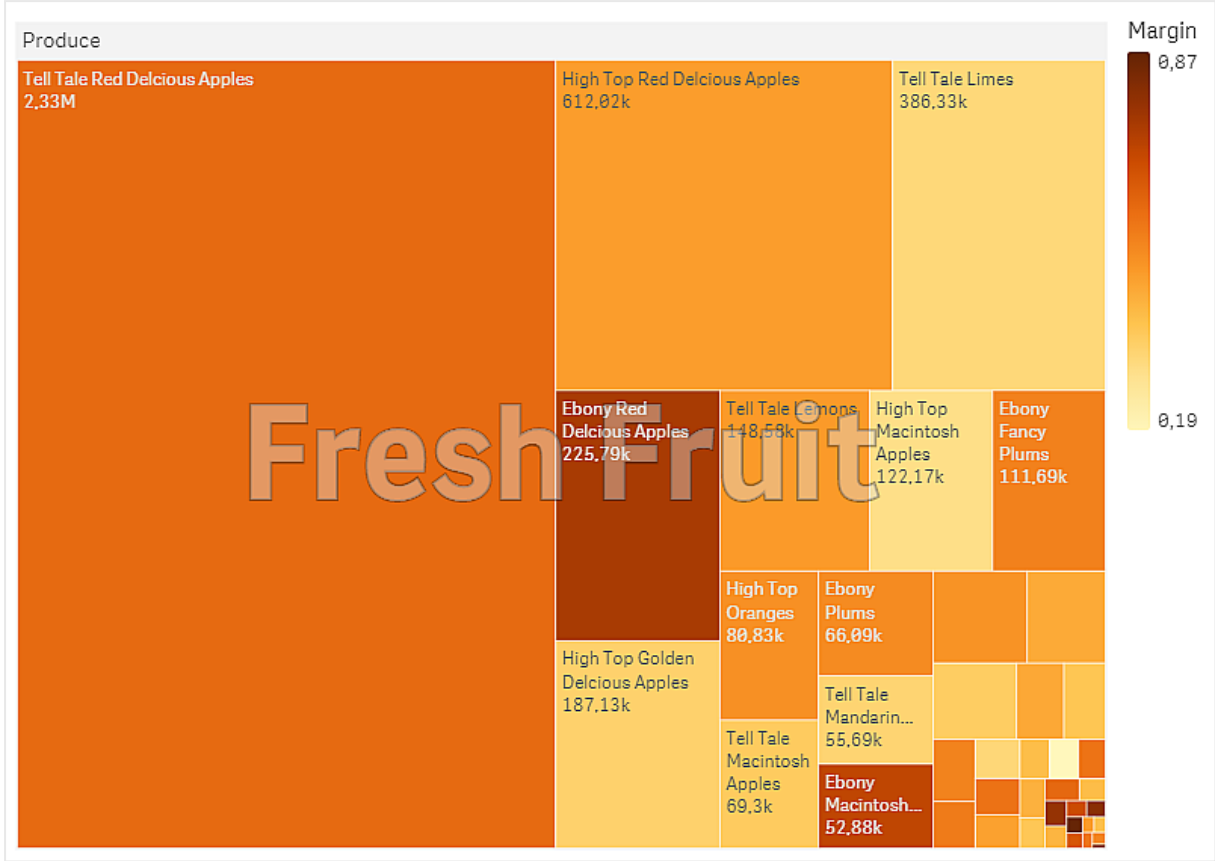 Produce
Margin
0,87
0,19
Tell Tale Red Delcious Apples
2,33M
High Top Red Delcious Apples
612,02k
Tell Tale Limes
386,33k
Fresh Fruit
Ebony Red
Delcious Apples
225,79k
Tell Tale Lemons
148,58k
High Top
Macintosh
Apples
122,17k
Ebony
Fancy
Plums
111,69k
High Top Golden
Delcious Apples
187,13k
High Top
Oranges
80,83k
Ebony
Plums
66,09k
Tell Tale
Macintosh
Apples
69,3k
Tell Tale
Mandarin...
55,69k
Ebony
Macintosh...
52,88k